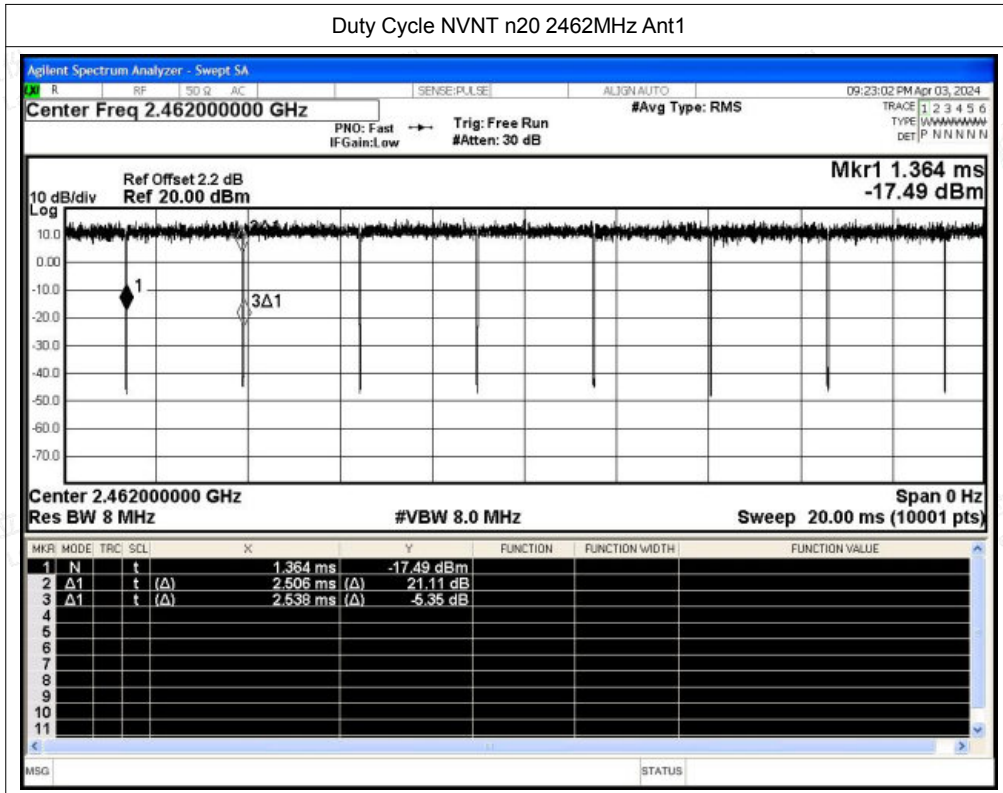 Duty Cycle NVNT n20 2462MHz Ant1
Agilent Spectrum Analyzer - Swept SA
R RF 50 Ω AC SENSE:PULSE ALIGN AUTO 09:23:02 PM Apr 03, 2024
Center Freq 2.462000000 GHz #Avg Type: RMS TRACE 1 2 3 4 5 6
PNO: Fast Trig: Free Run TYPE WWWWWW
IFGain:Low #Atten: 30 dB DET P N N N N N
Mkr1 1.364 ms
-17.49 dBm
Ref Offset 2.2 dB
10 dB/div Ref 20.00 dBm
Log
10.0
0.00
-10.0
-20.0
-30.0
-40.0
-50.0
-60.0
-70.0
1
2Δ1
3Δ1
Center 2.462000000 GHz Span 0 Hz
Res BW 8 MHz #VBW 8.0 MHz Sweep 20.00 ms (10001 pts)
MKR MODE TRC SCL X Y FUNCTION FUNCTION WIDTH FUNCTION VALUE
1 N t 1.364 ms -17.49 dBm
2 Δ1 t (Δ) 2.506 ms (Δ) 21.11 dB
3 Δ1 t (Δ) 2.538 ms (Δ) -5.35 dB
4
5
6
7
8
9
10
11
MSG STATUS